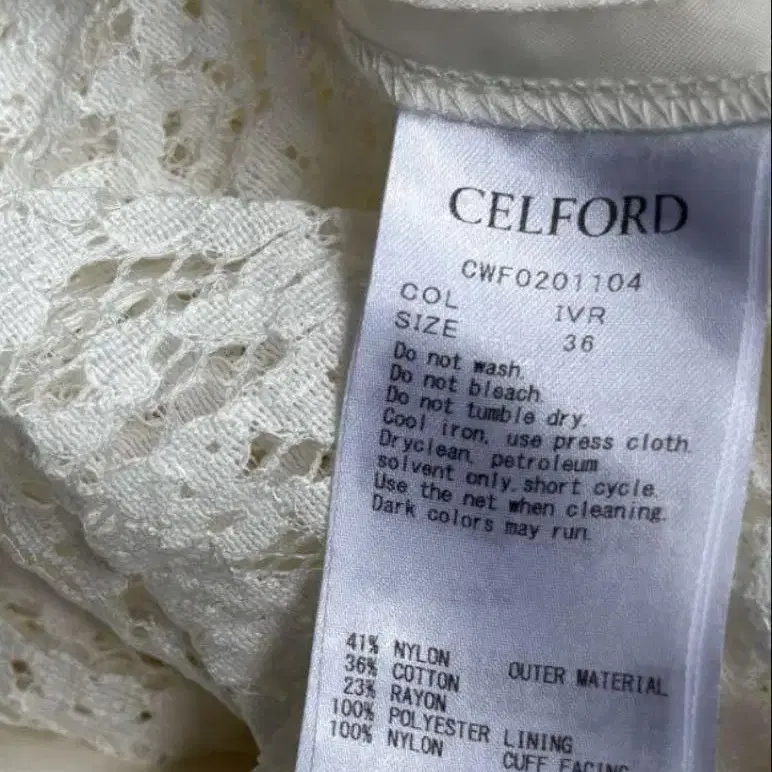 CELFORD
CWF0201104
COL IVR
SIZE 36
Do not wash.
Do not bleach.
Do not tumble dry.
Cool iron, use press cloth.
Dryclean, petroleum
solvent only, short cycle.
Use the net when cleaning.
Dark colors may run.
41% NYLON
36% COTTON OUTER MATERIAL
23% RAYON
100% POLYESTER LINING
100% NYLON CUFF FACING